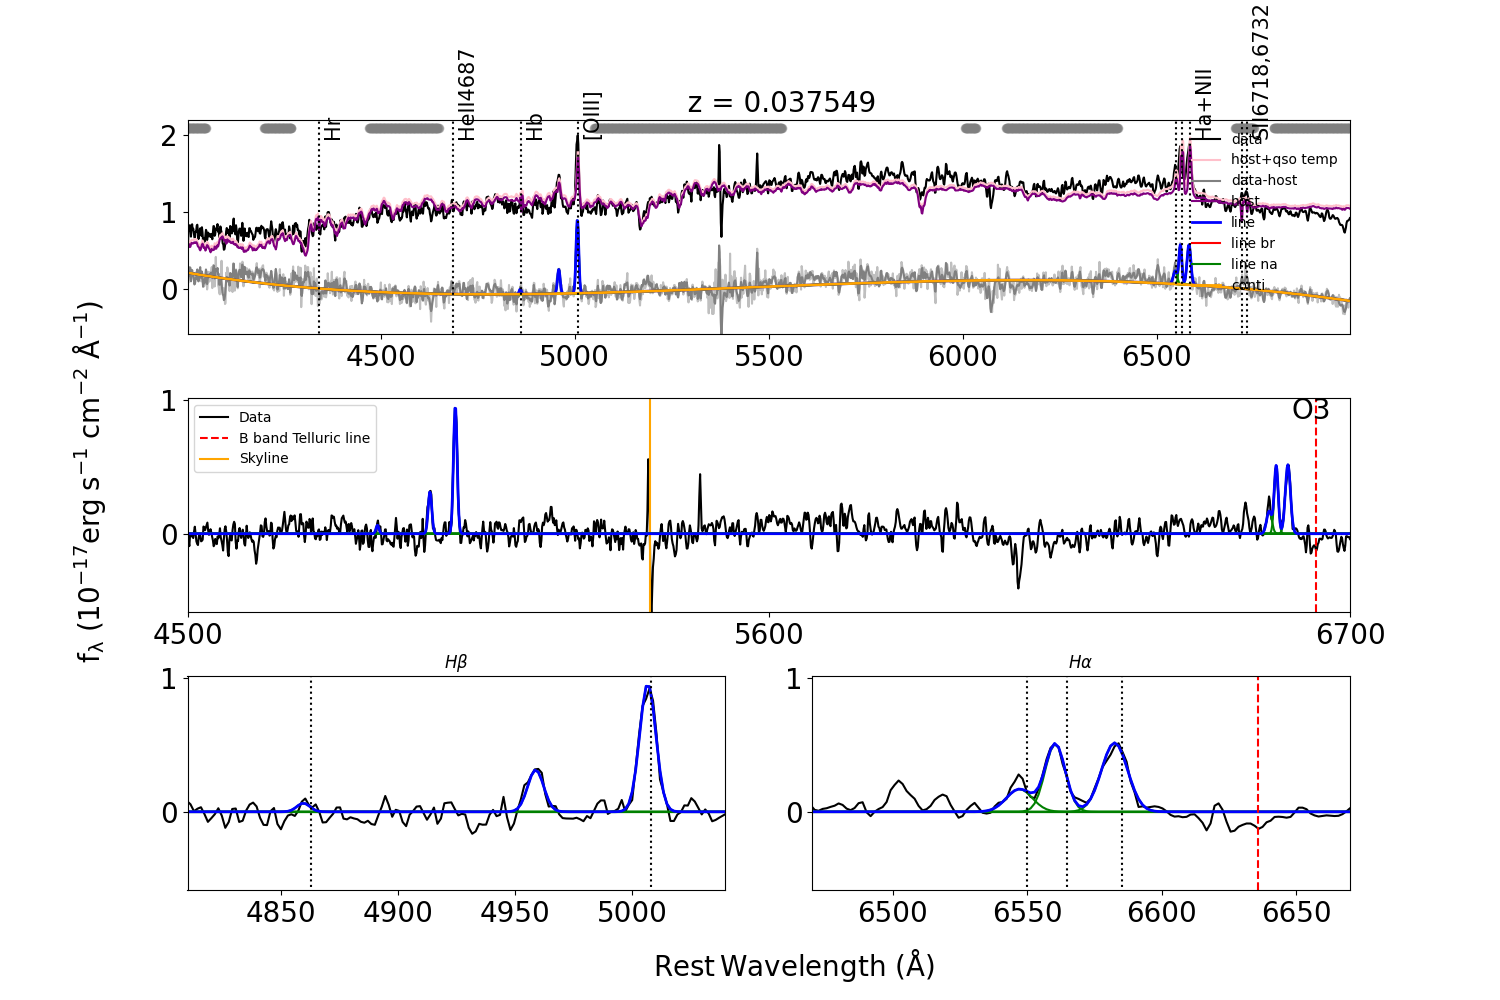 z = 0.037549
Hr
HeII4687
Hb
[OIII]
Ha+NII
SII6718,6732
data
host+qso temp
data-host
host
line
line br
line na
conti
2
1
0
4500
5000
5500
6000
6500
f_λ (10^{-17} erg s^{-1} cm^{-2} Å^{-1})
1
0
Data
B band Telluric line
Skyline
O3
4500
5600
6700
Hβ
1
0
4850
4900
4950
5000
Hα
1
0
6500
6550
6600
6650
Rest Wavelength (Å)